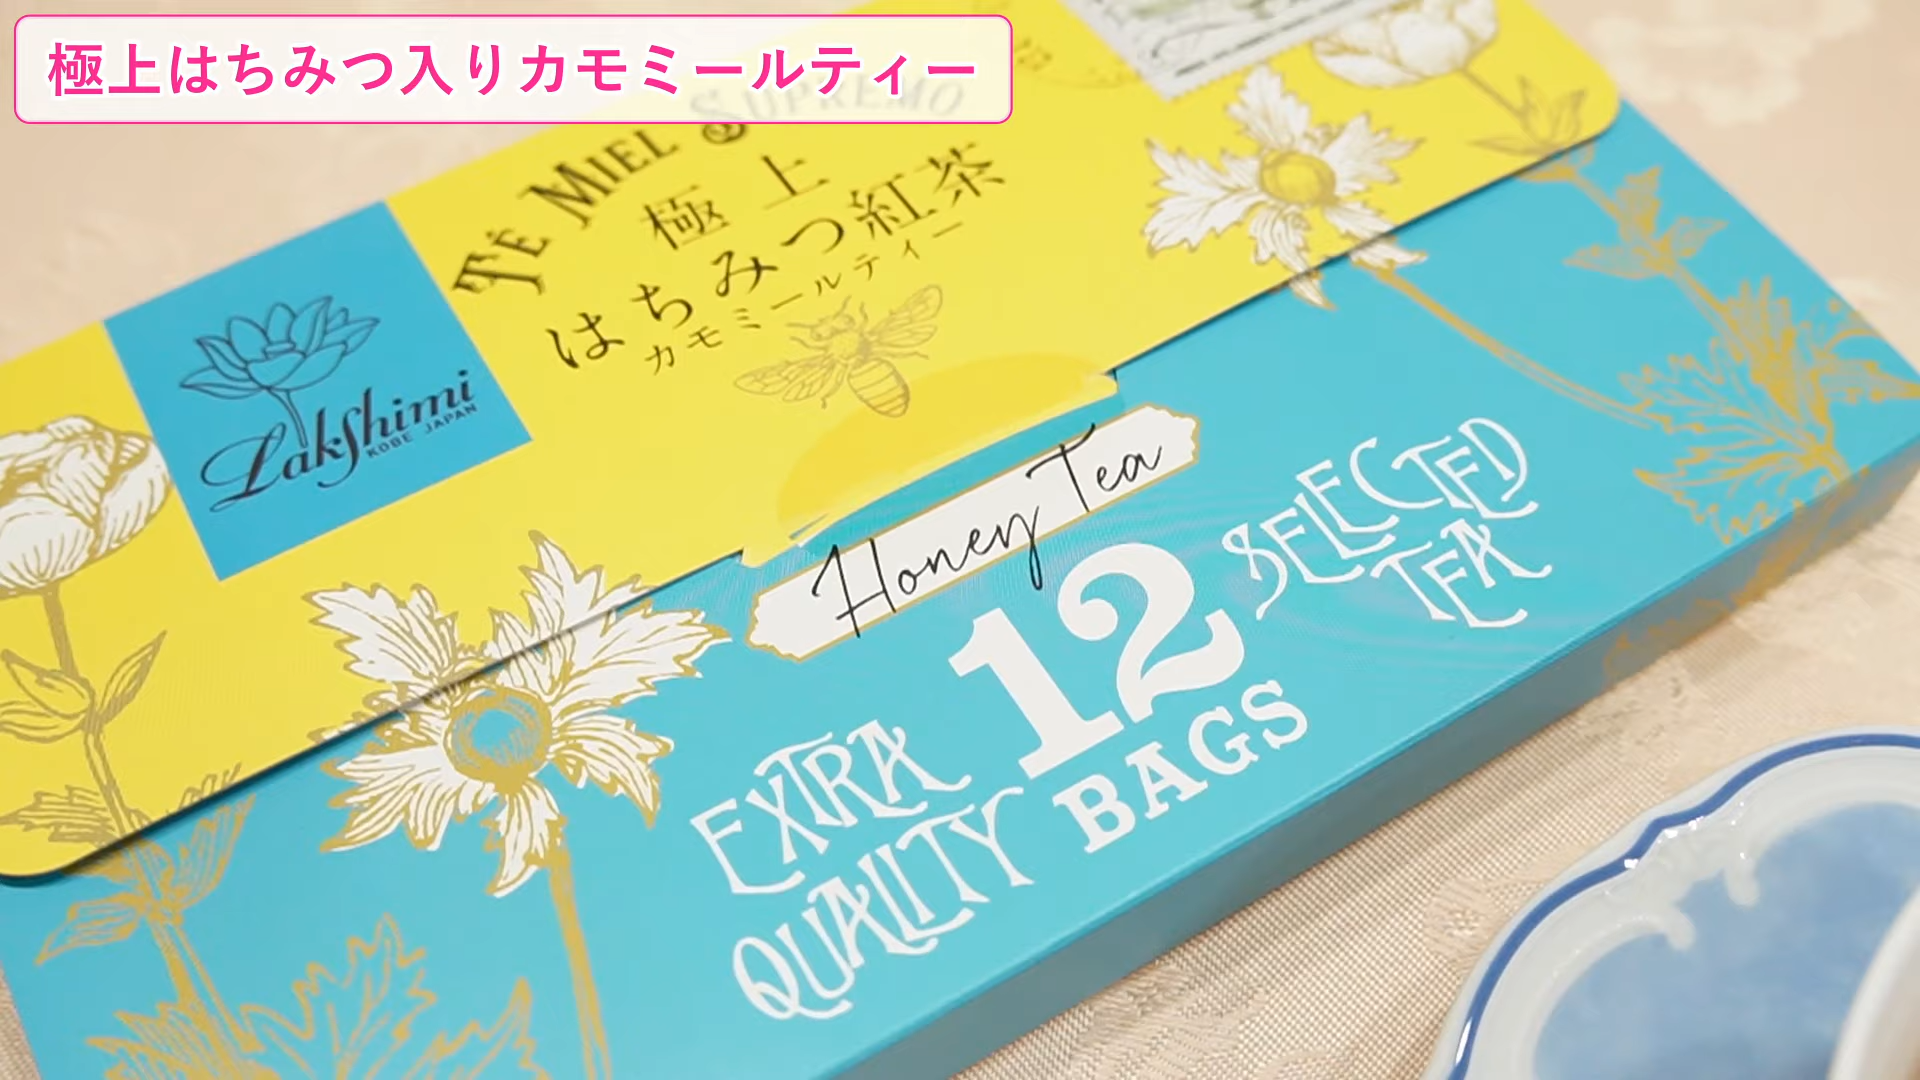 極上はちみつ入りカモミールティー
TÉ MIEL SUPREMO
極上
はちみつ紅茶
カモミールティー
Lakshimi
KOBE JAPAN
Honey Tea
EXTRA
QUALITY
12
BAGS
SELECTED
TEA